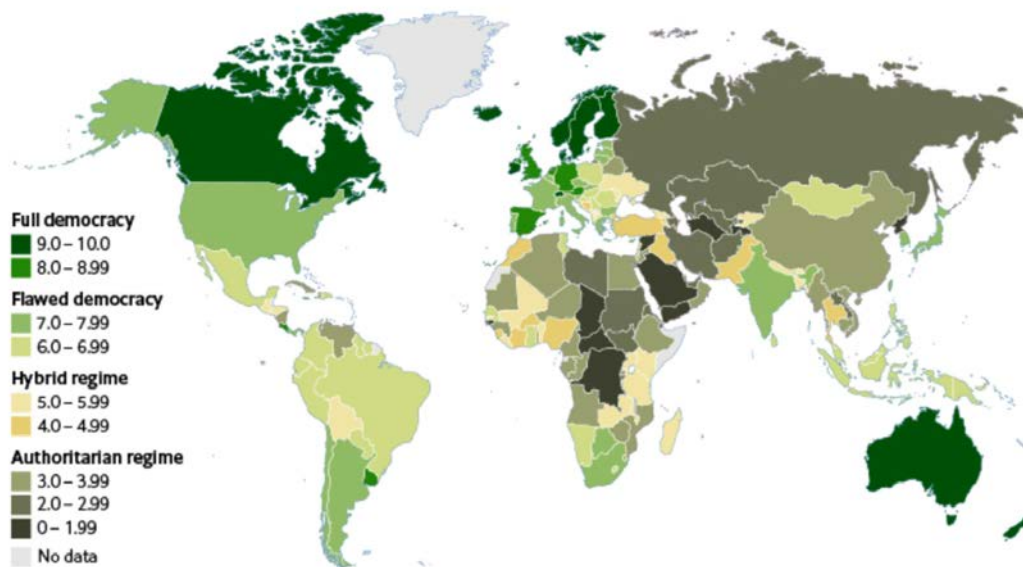 Full democracy
9.0 – 10.0
8.0 – 8.99
Flawed democracy
7.0 – 7.99
6.0 – 6.99
Hybrid regime
5.0 – 5.99
4.0 – 4.99
Authoritarian regime
3.0 – 3.99
2.0 – 2.99
0 – 1.99
No data